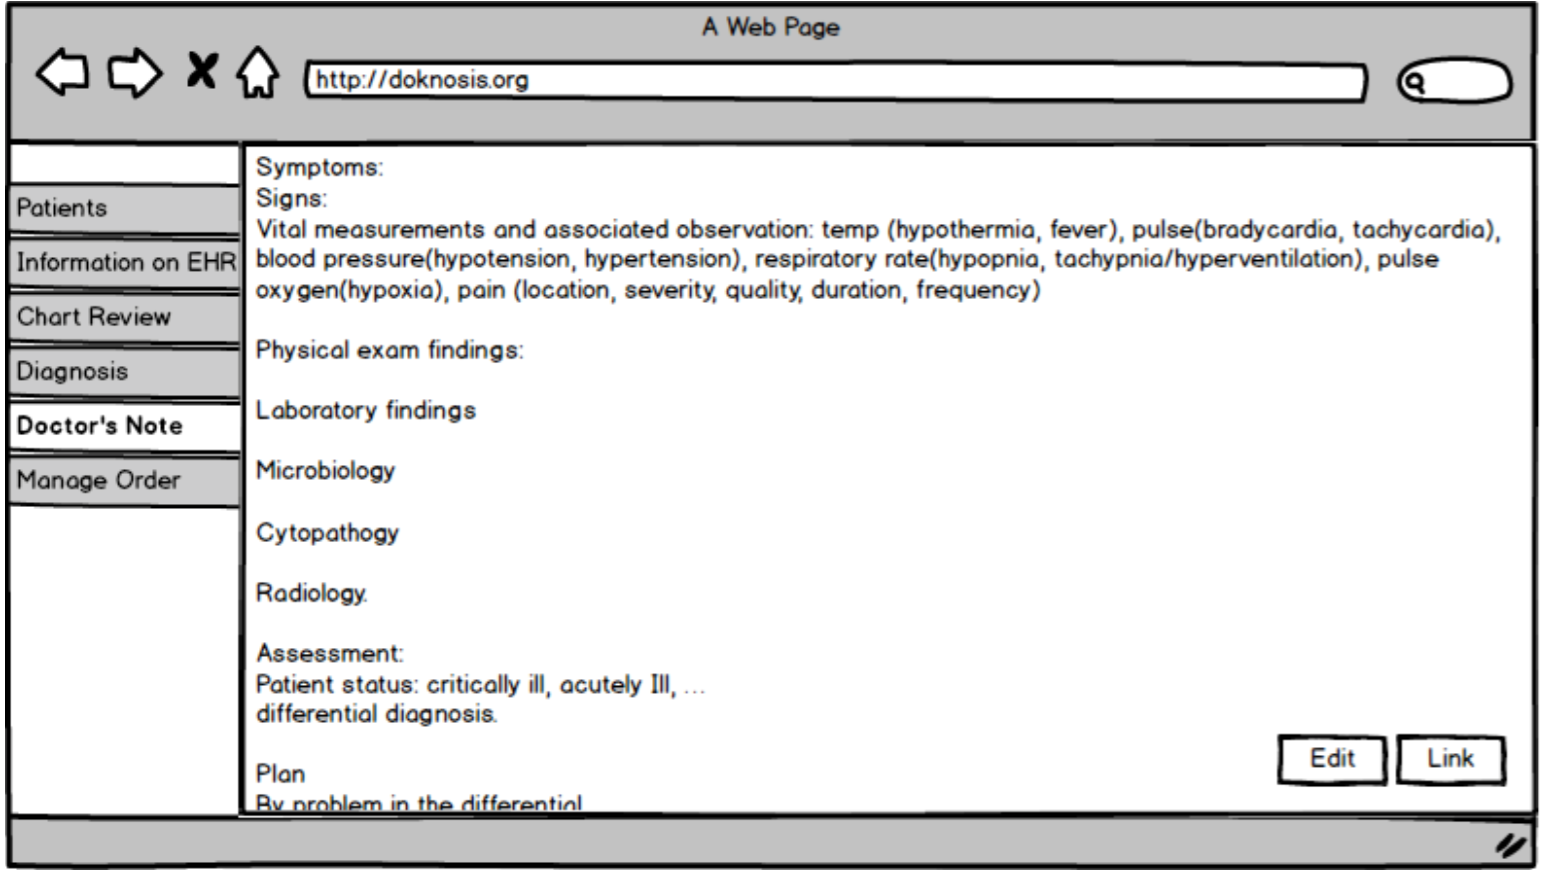 A Web Page
http://doknosis.org
Patients
Information on EHR
Chart Review
Diagnosis
Doctor's Note
Manage Order
Symptoms:
Signs:
Vital measurements and associated observation: temp (hypothermia, fever), pulse(bradycardia, tachycardia),
blood pressure(hypotension, hypertension), respiratory rate(hypopnia, tachypnia/hyperventilation), pulse
oxygen(hypoxia), pain (location, severity, quality, duration, frequency)
Physical exam findings:
Laboratory findings
Microbiology
Cytopathogy
Radiology.
Assessment:
Patient status: critically ill, acutely Ill, ...
differential diagnosis.
Plan
By problem in the differential
Edit
Link